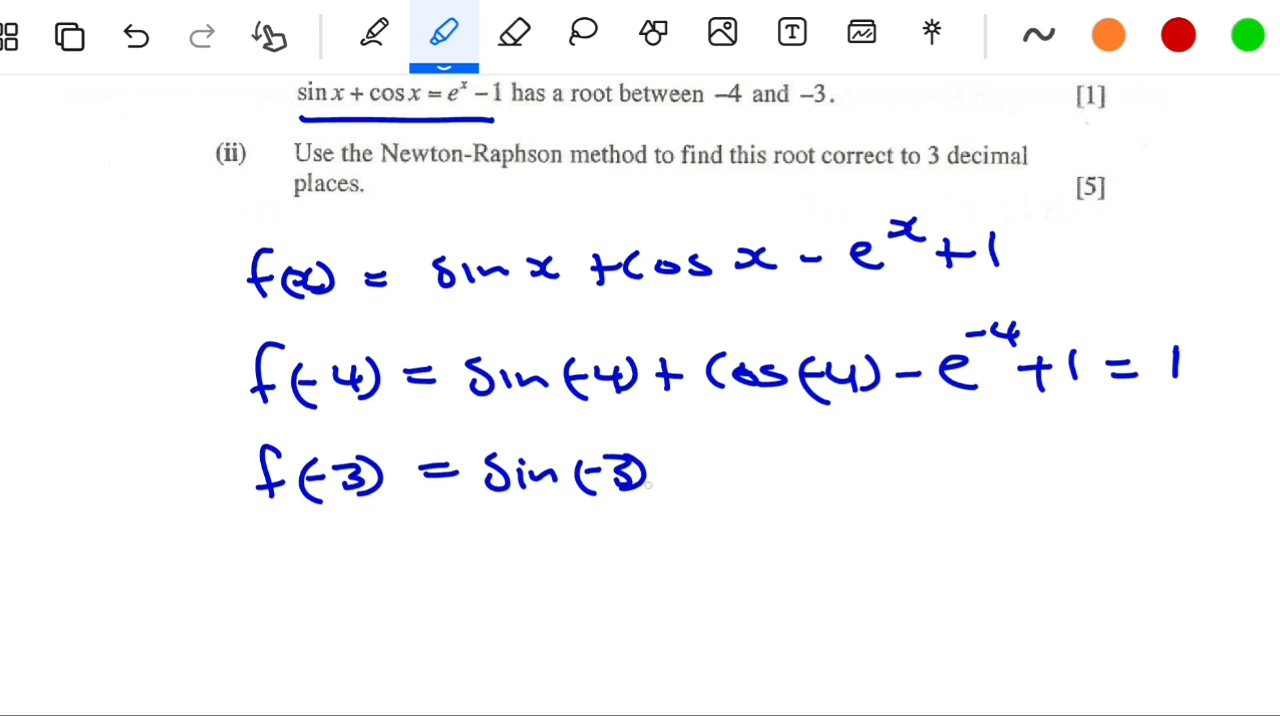 sin x + cos x = eˣ − 1 has a root between −4 and −3. [1]
(ii) Use the Newton-Raphson method to find this root correct to 3 decimal
places. [5]
f(x) = sin x + cos x - eˣ + 1
f(-4) = sin(-4) + cos(-4) - e⁻⁴ + 1 = 1
f(-3) = sin(-3)